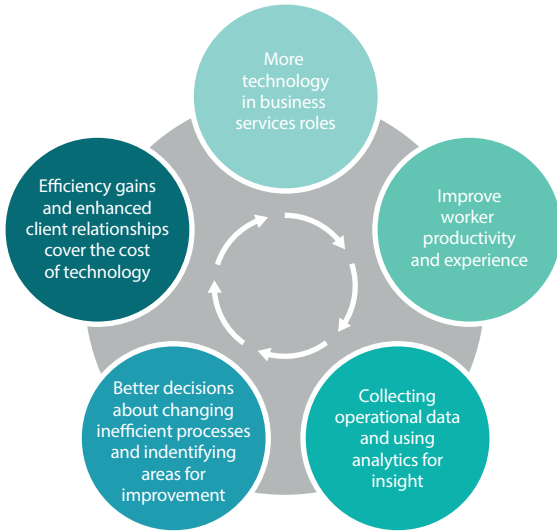 More
technology
in business
services roles
Improve
worker
productivity
and experience
Collecting
operational data
and using
analytics for
insight
Better decisions
about changing
inefficient processes
and indentifying
areas for
improvement
Efficiency gains
and enhanced
client relationships
cover the cost
of technology